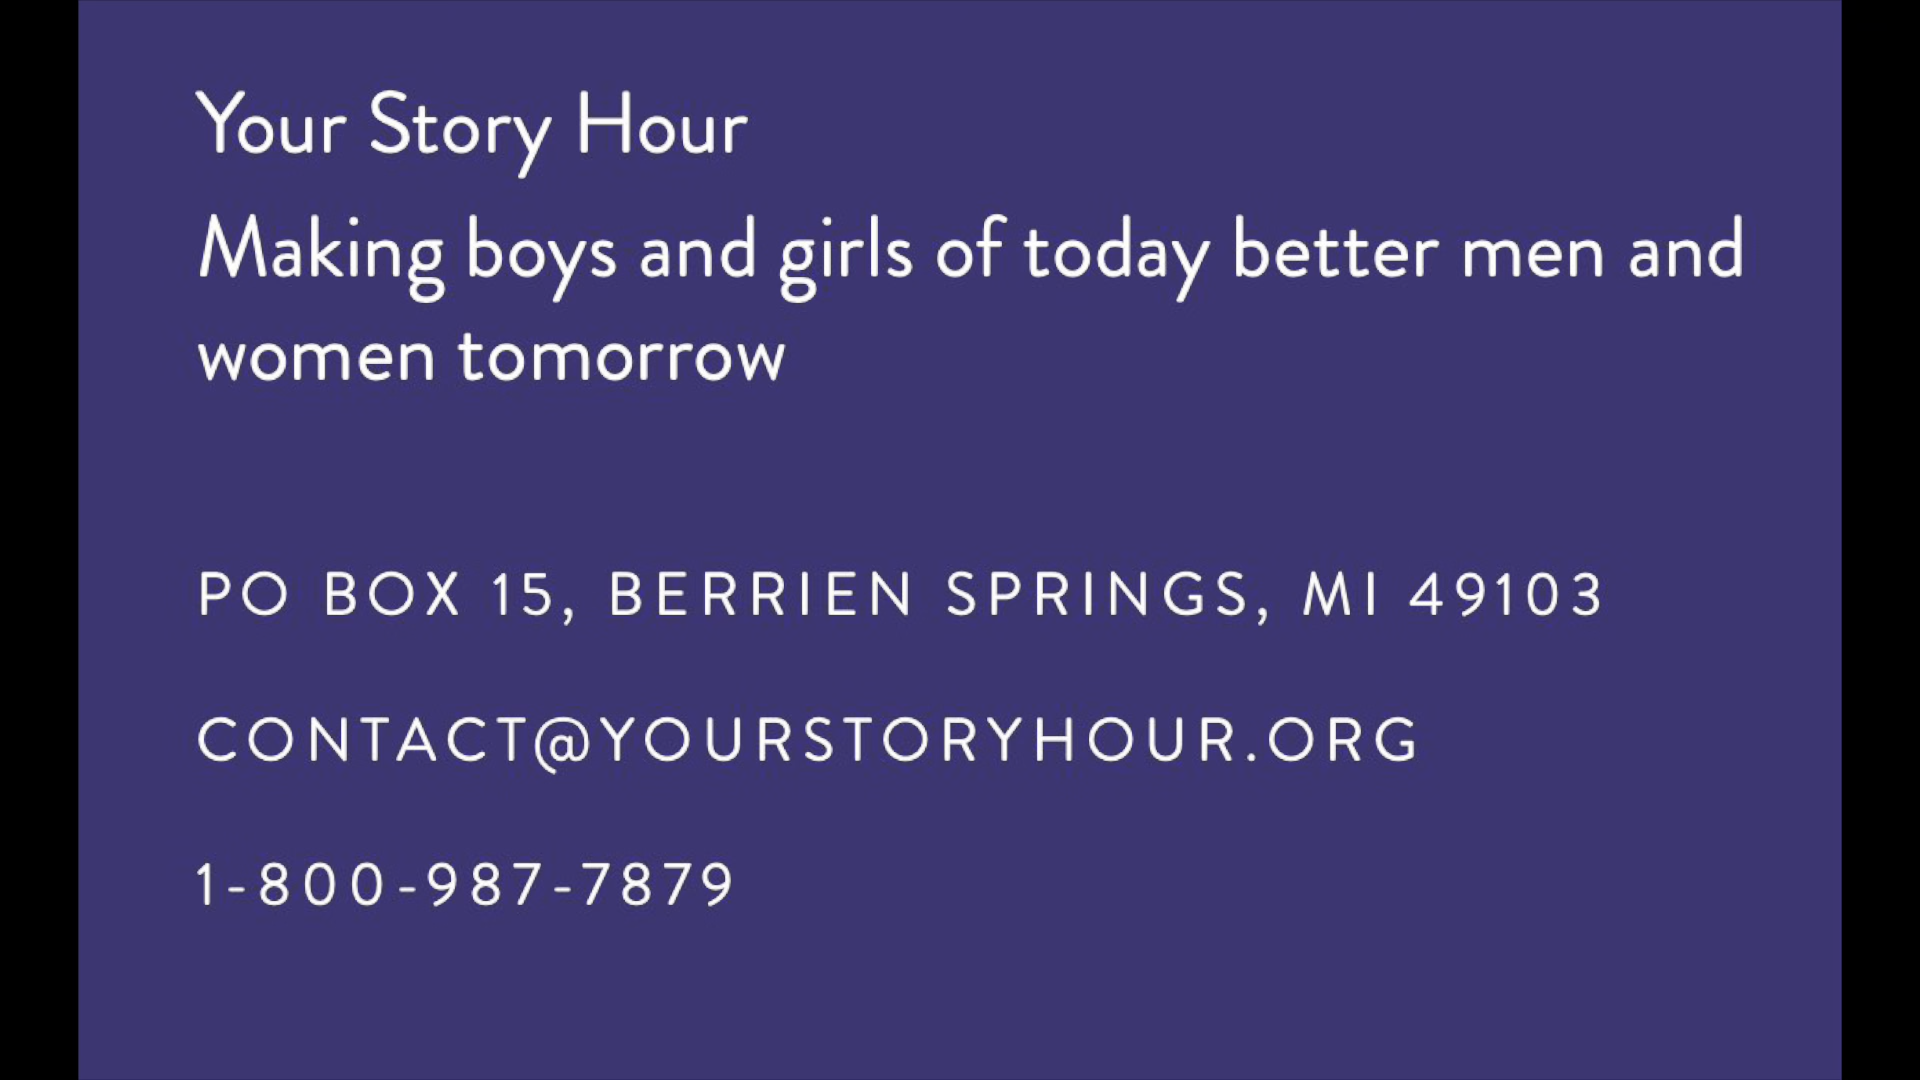 Your Story Hour
Making boys and girls of today better men and
women tomorrow
PO BOX 15, BERRIEN SPRINGS, MI 49103
CONTACT@YOURSTORYHOUR.ORG
1-800-987-7879